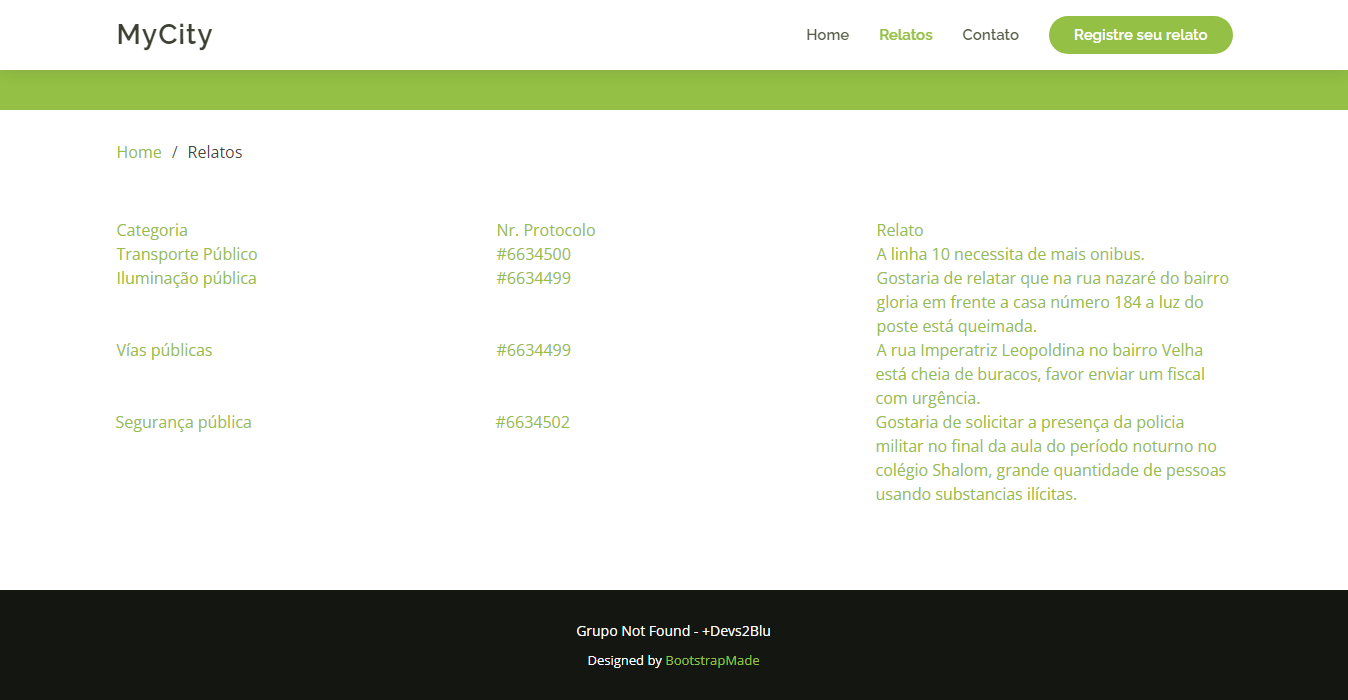 MyCity
Home Relatos Contato Registre seu relato
Home / Relatos
Categoria Nr. Protocolo Relato
Transporte Público #6634500 A linha 10 necessita de mais onibus.
Iluminação pública #6634499 Gostaria de relatar que na rua nazaré do bairro
gloria em frente a casa número 184 a luz do
poste está queimada.
Vías públicas #6634499 A rua Imperatriz Leopoldina no bairro Velha
está cheia de buracos, favor enviar um fiscal
com urgência.
Segurança pública #6634502 Gostaria de solicitar a presença da policia
militar no final da aula do período noturno no
colégio Shalom, grande quantidade de pessoas
usando substancias ilícitas.
Grupo Not Found - +Devs2Blu
Designed by BootstrapMade